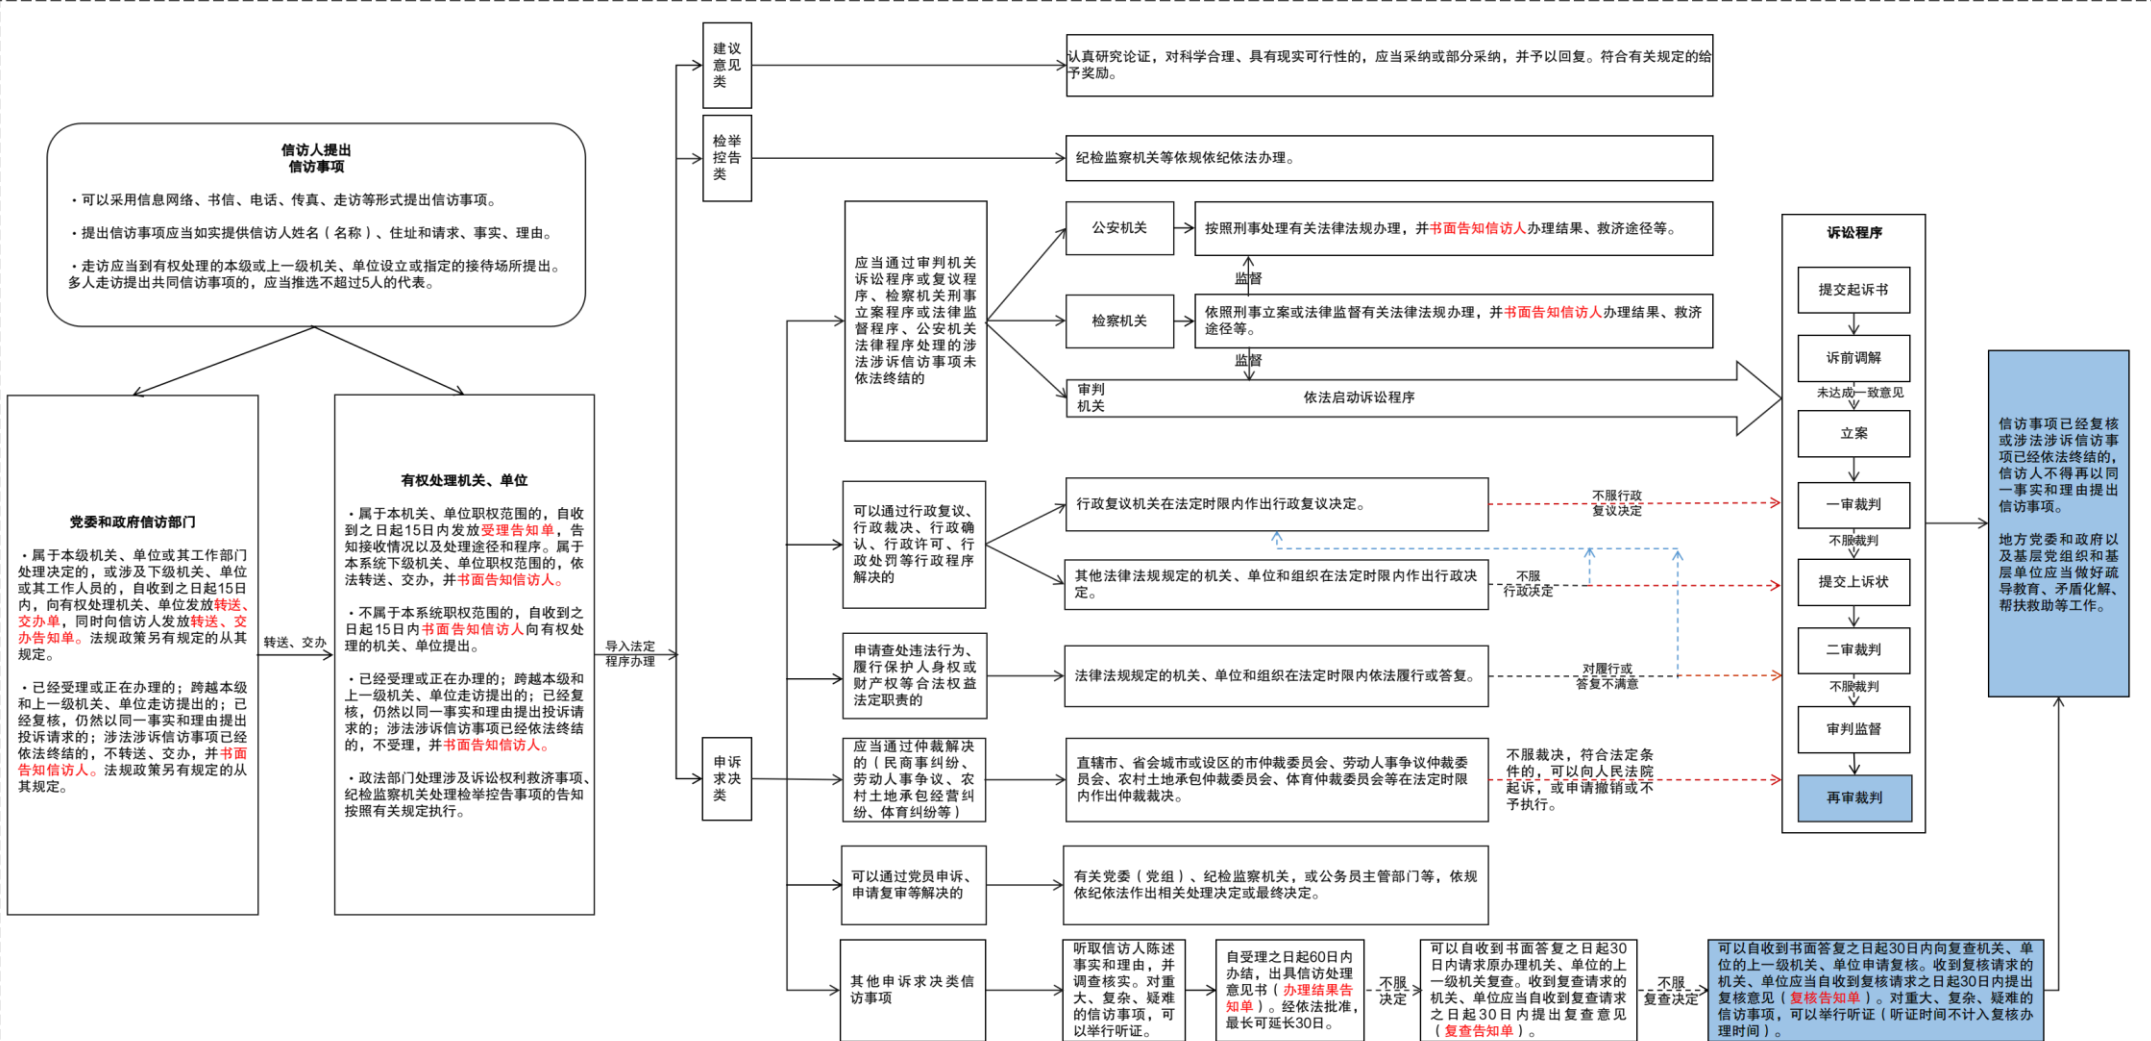 信访人提出
信访事项
·可以采用信息网络、书信、电话、传真、走访等形式提出信访事项。
·提出信访事项应当如实提供信访人姓名（名称）、住址和请求、事实、理由。
·走访应当到有权处理的本级或上一级机关、单位设立或指定的接待场所提出。
多人走访提出共同信访事项的，应当推选不超过5人的代表。
党委和政府信访部门
·属于本级机关、单位或其工作部门
处理决定的，或涉及下级机关、单位
或其工作人员的，自收到之日起15日
内，向有权处理机关、单位发放转送、
交办单，同时向信访人发放转送、交
办告知单。法规政策另有规定的从其
规定。
·已经受理或正在办理的；跨越本级
和上一级机关、单位走访提出的；已
经复核，仍然以同一事实和理由提出
投诉请求的；涉法涉诉信访事项已经
依法终结的，不转送、交办，并书面
告知信访人。法规政策另有规定的从
其规定。
转送、交办
有权处理机关、单位
·属于本机关、单位职权范围的，自收
到之日起15日内发放受理告知单，告
知接收情况以及处理途径和程序。属于
本系统下级机关、单位职权范围的，依
法转送、交办，并书面告知信访人。
·不属于本系统职权范围的，自收到之
日起15日内书面告知信访人向有权处
理的机关、单位提出。
·已经受理或正在办理的；跨越本级和
上一级机关、单位走访提出的；已经复
核，仍然以同一事实和理由提出投诉请
求的；涉法涉诉信访事项已经依法终结
的，不受理，并书面告知信访人。
·政法部门处理涉及诉讼权利救济事项、
纪检监察机关处理检举控告事项的告知
按照有关规定执行。
导入法定
程序办理
建议
意见
类
认真研究论证，对科学合理、具有现实可行性的，应当采纳或部分采纳，并予以回复。符合有关规定的给
予奖励。
检举
控告
类
纪检监察机关等依规依纪依法办理。
申诉
求决
类
应当通过审判机关
诉讼程序或复议程
序、检察机关刑事
立案程序或法律监
督程序、公安机关
法律程序处理的涉
法涉诉信访事项未
依法终结的
公安机关
按照刑事处理有关法律法规办理，并书面告知信访人办理结果、救济途径等。
监督
检察机关
依照刑事立案或法律监督有关法律法规办理，并书面告知信访人办理结果、救济
途径等。
监督
审判
机关
依法启动诉讼程序
可以通过行政复议、
行政裁决、行政确
认、行政许可、行
政处罚等行政程序
解决的
行政复议机关在法定时限内作出行政复议决定。
不服行政
复议决定
其他法律法规规定的机关、单位和组织在法定时限内作出行政决
定。
不服
行政决定
申请查处违法行为、
履行保护人身权或
财产权等合法权益
法定职责的
法律法规规定的机关、单位和组织在法定时限内依法履行或答复。
对履行或
答复不满意
应当通过仲裁解决
的（民商事纠纷、
劳动人事争议、农
村土地承包经营纠
纷、体育纠纷等）
直辖市、省会城市或设区的市仲裁委员会、劳动人事争议仲裁委
员会、农村土地承包仲裁委员会、体育仲裁委员会等在法定时限
内作出仲裁裁决。
不服裁决，符合法定条
件的，可以向人民法院
起诉，或申请撤销或不
予执行。
可以通过党员申诉、
申请复审等解决的
有关党委（党组）、纪检监察机关，或公务员主管部门等，依规
依纪依法作出相关处理决定或最终决定。
其他申诉求决类信
访事项
听取信访人陈述
事实和理由，并
调查核实。对重
大、复杂、疑难
的信访事项，可
以举行听证。
自受理之日起60日内
办结，出具信访处理
意见书（办理结果告
知单）。经依法批准，
最长可延长30日。
不服
决定
可以自收到书面答复之日起30
日内请求原办理机关、单位的上
一级机关复查。收到复查请求的
机关、单位应当自收到复查请求
之日起30日内提出复查意见
（复查告知单）。
不服
复查决定
可以自收到书面答复之日起30日内向复查机关、单
位的上一级机关、单位申请复核。收到复核请求的
机关、单位应当自收到复核请求之日起30日内提出
复核意见（复核告知单）。对重大、复杂、疑难的
信访事项，可以举行听证（听证时间不计入复核办
理时间）。
诉讼程序
提交起诉书
诉前调解
未达成一致意见
立案
一审裁判
不服裁判
提交上诉状
二审裁判
不服裁判
审判监督
再审裁判
信访事项已经复核
或涉法涉诉信访事
项已经依法终结的，
信访人不得再以同
一事实和理由提出
信访事项。
地方党委和政府以
及基层党组织和基
层单位应当做好疏
导教育、矛盾化解、
帮扶救助等工作。